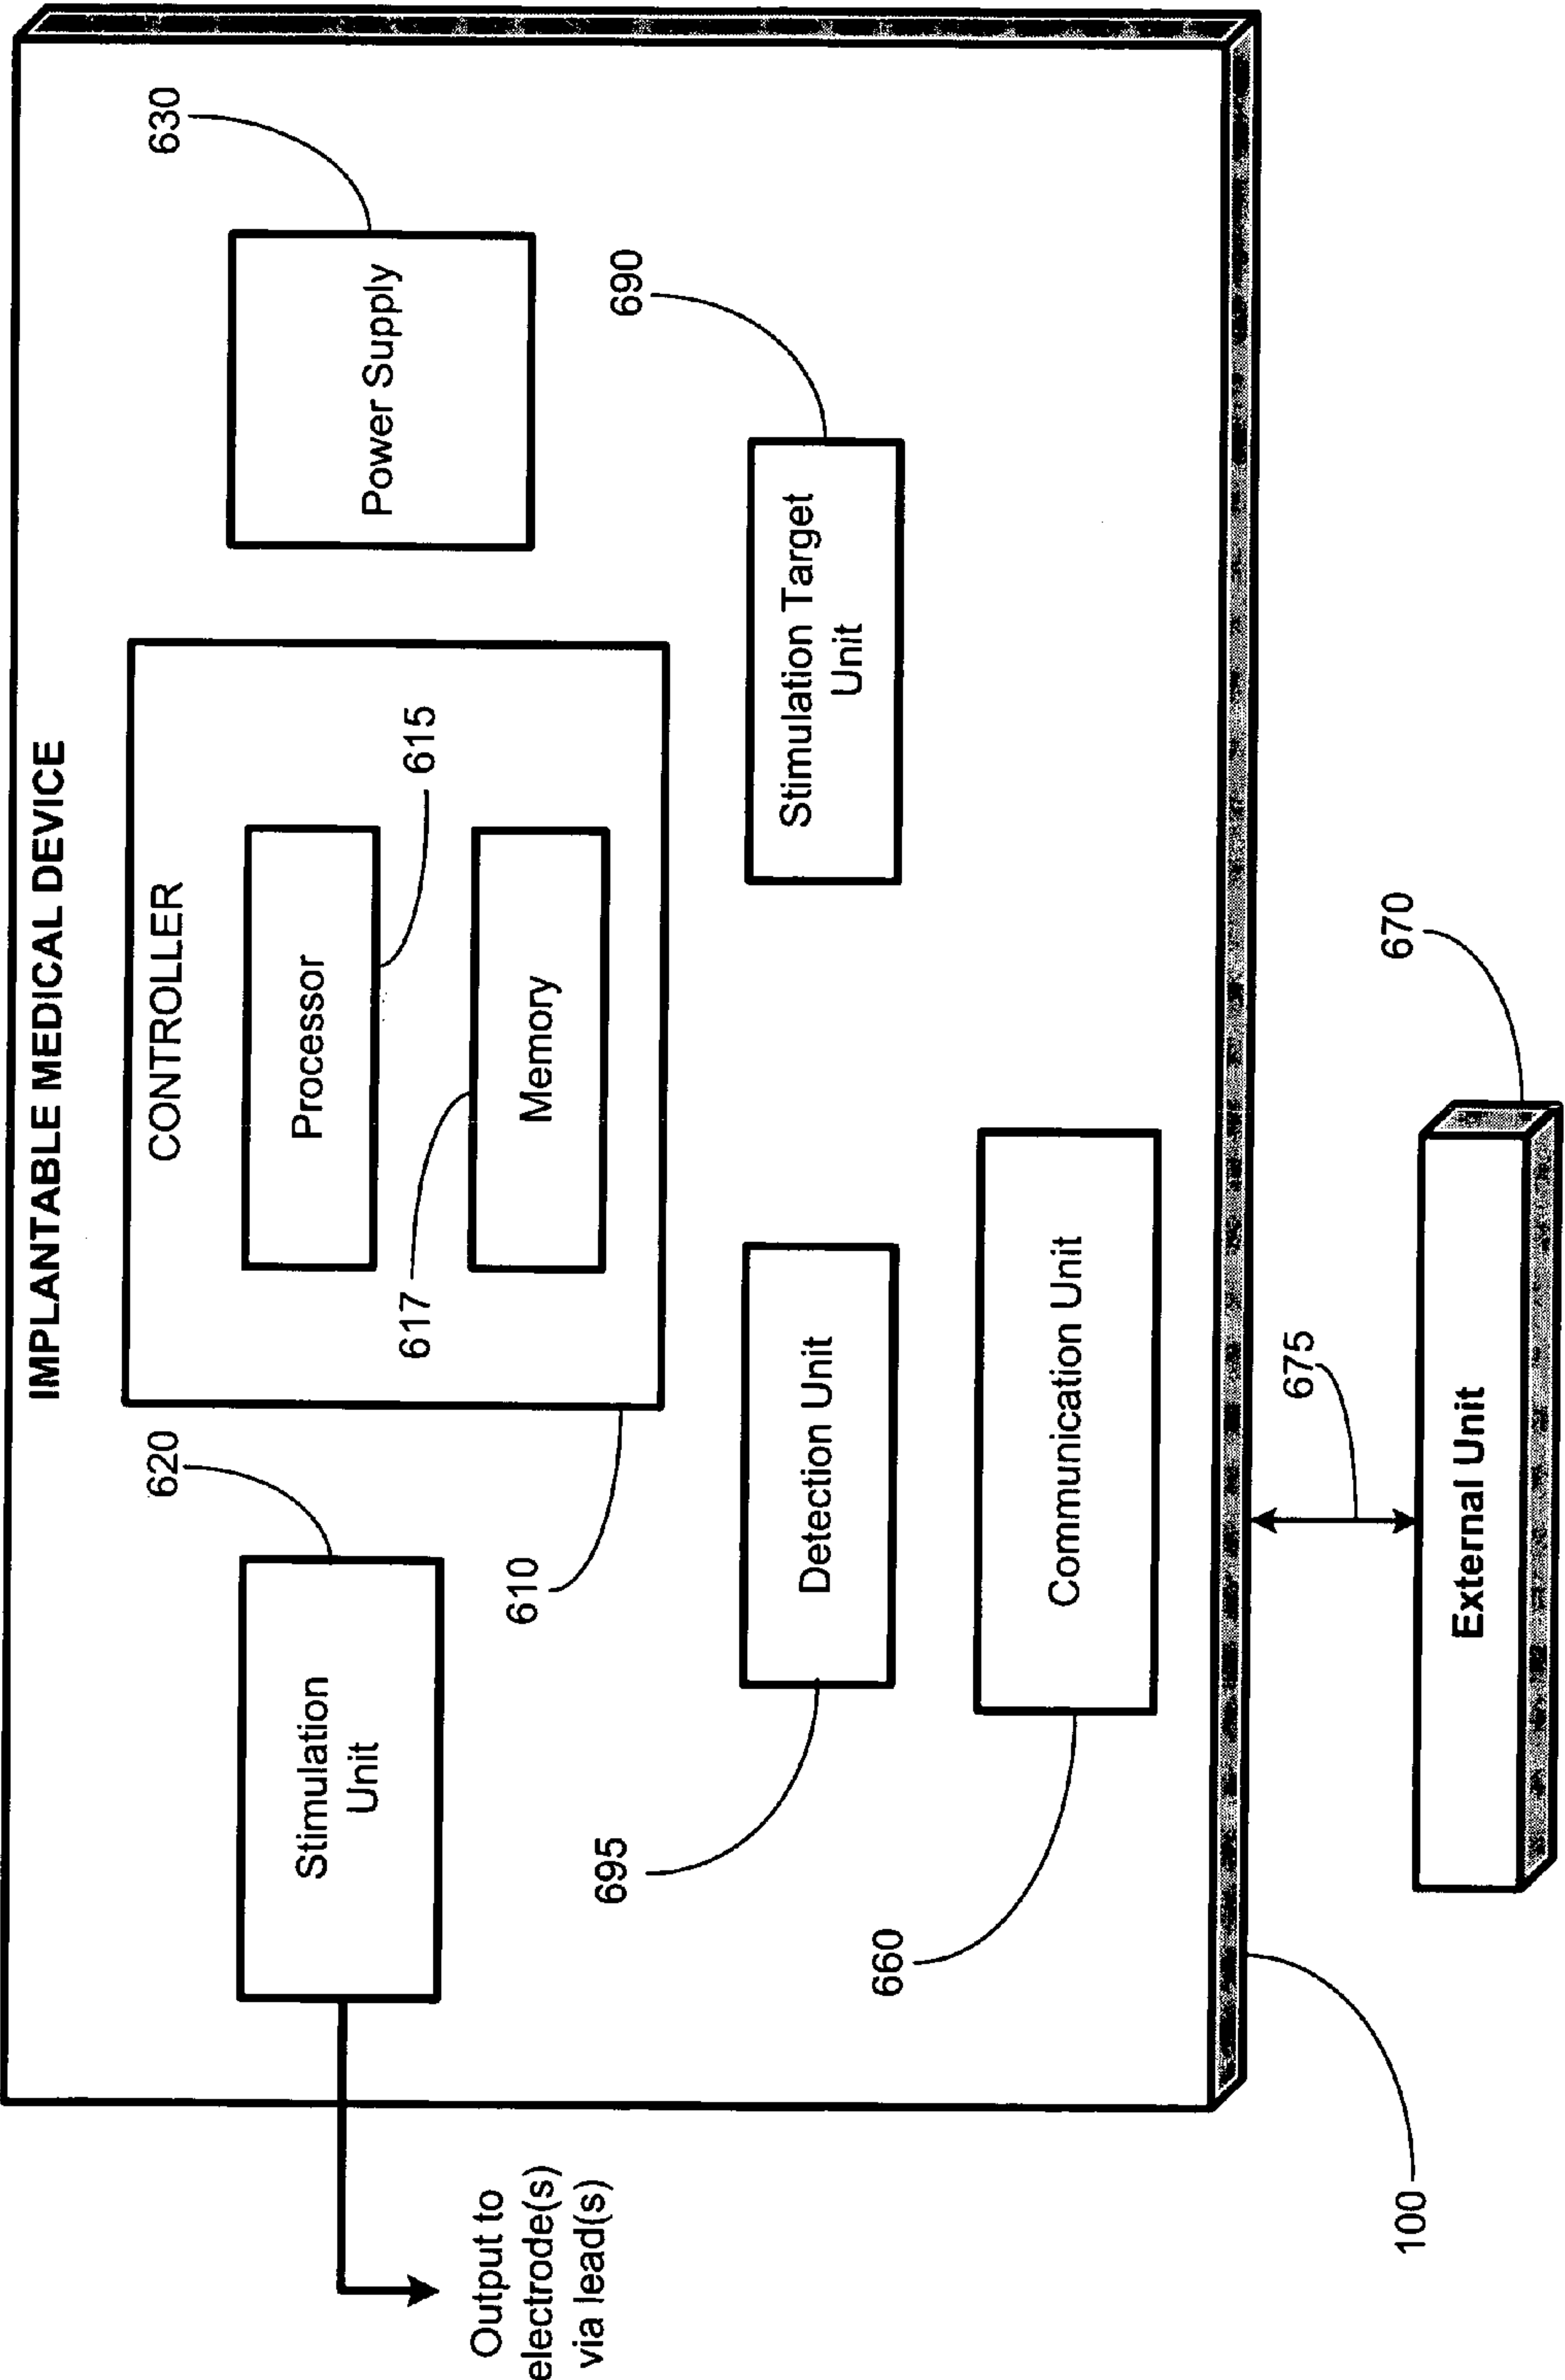 IMPLANTABLE MEDICAL DEVICE
CONTROLLER
620
630
Stimulation
Unit
Processor
Power Supply
615
617
Memory
610
Output to
electrode(s)
via lead(s)
695
690
Detection Unit
Stimulation Target
Unit
660
Communication Unit
675
670
100
External Unit